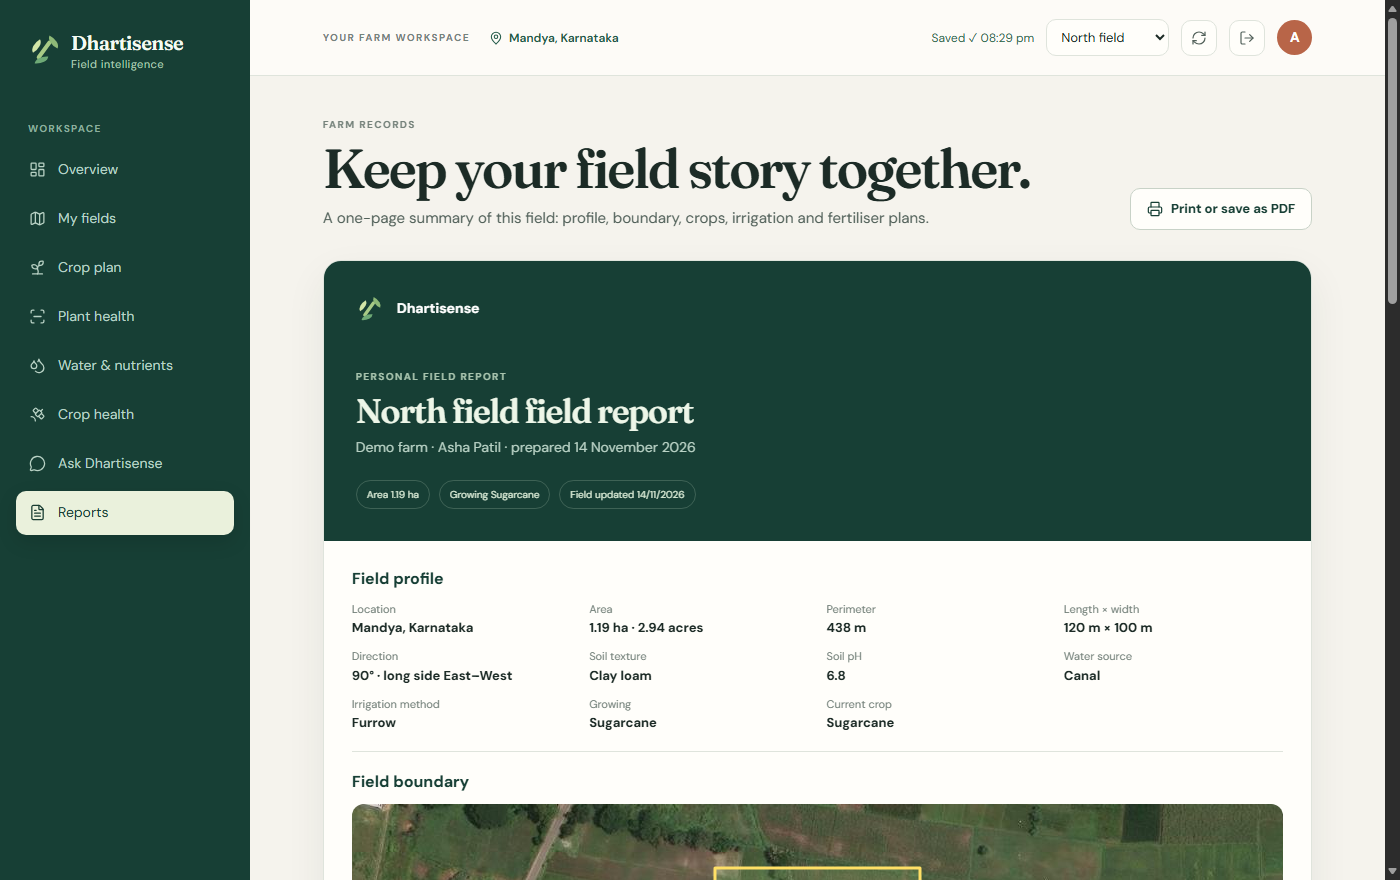 Dhartisense
Field intelligence
WORKSPACE
Overview
My fields
Crop plan
Plant health
Water & nutrients
Crop health
Ask Dhartisense
Reports
YOUR FARM WORKSPACE
Mandya, Karnataka
Saved ✓ 08:29 pm
North field
A
FARM RECORDS
Keep your field story together.
A one-page summary of this field: profile, boundary, crops, irrigation and fertiliser plans.
Print or save as PDF
Dhartisense
PERSONAL FIELD REPORT
North field field report
Demo farm · Asha Patil · prepared 14 November 2026
Area 1.19 ha
Growing Sugarcane
Field updated 14/11/2026
Field profile
Location
Mandya, Karnataka
Area
1.19 ha · 2.94 acres
Perimeter
438 m
Length × width
120 m × 100 m
Direction
90° · long side East–West
Soil texture
Clay loam
Soil pH
6.8
Water source
Canal
Irrigation method
Furrow
Growing
Sugarcane
Current crop
Sugarcane
Field boundary